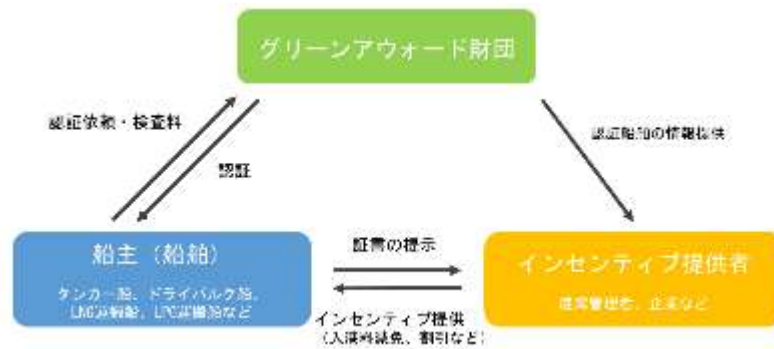 グリーンアウォード財団
認証依頼・検査料
認証船舶の情報提供
認証
船主（船舶）
タンカー船、ドライバルク船、
LNG運搬船、LPG運搬船など
証書の提示
インセンティブ提供者
港湾管理者、企業など
インセンティブ提供
（入港料減免、割引など）